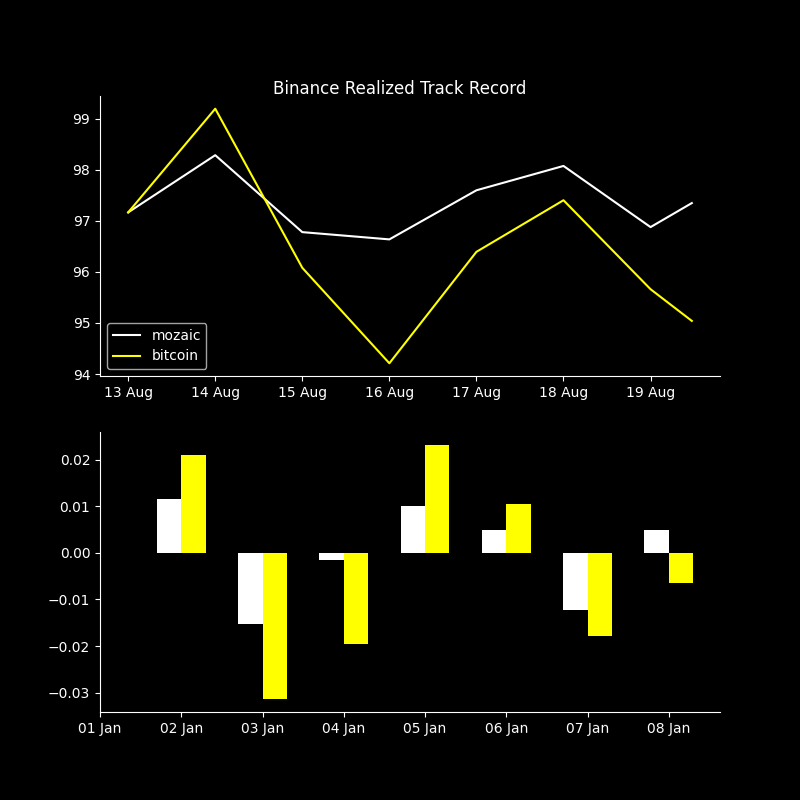 Binance Realized Track Record
99
98
97
96
95
94
mozaic
bitcoin
13 Aug 14 Aug 15 Aug 16 Aug 17 Aug 18 Aug 19 Aug
0.02
0.01
0.00
−0.01
−0.02
−0.03
01 Jan 02 Jan 03 Jan 04 Jan 05 Jan 06 Jan 07 Jan 08 Jan